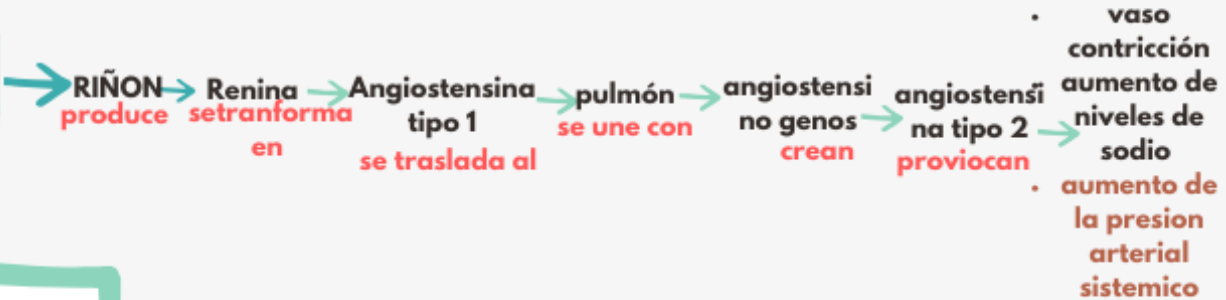 RIÑON
produce
Renina
setranforma
en
Angiostensina
tipo 1
se traslada al
pulmón
se une con
angiostensi
no genos
crean
angiostensi
na tipo 2
proviocan
• vaso
contricción
• aumento de
niveles de
sodio
• aumento de
la presion
arterial
sistemico